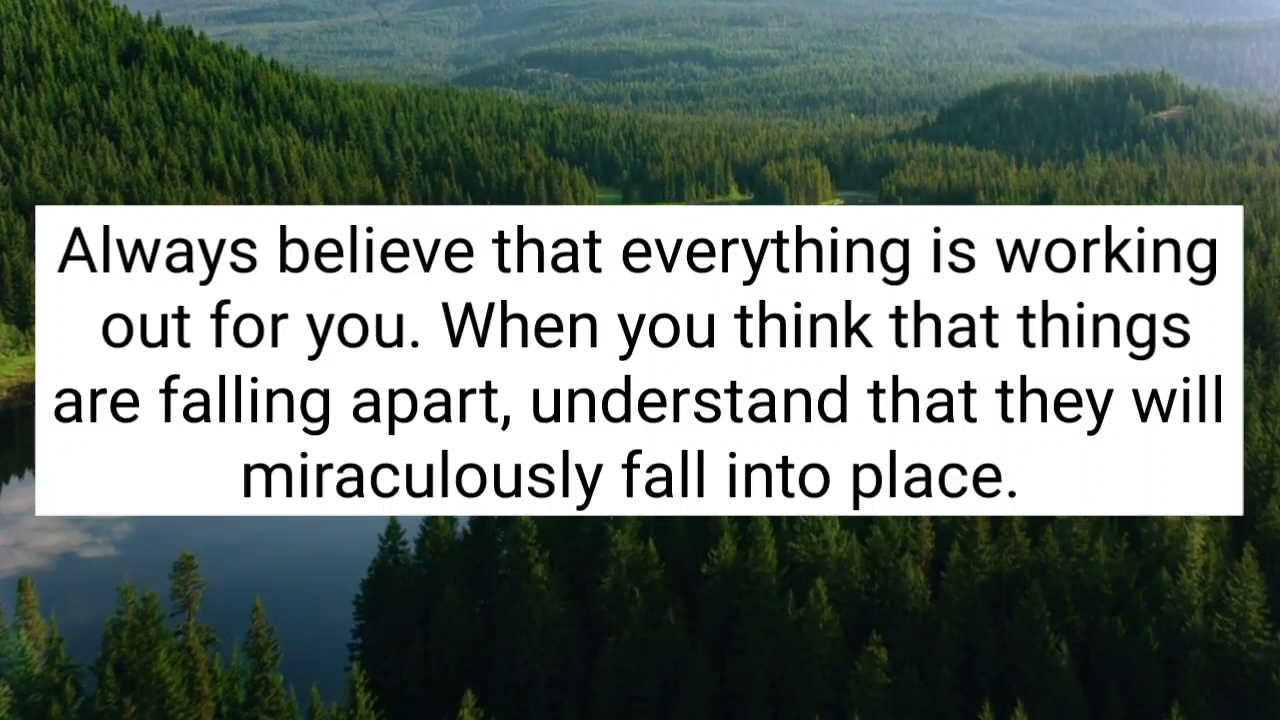 Always believe that everything is working
out for you. When you think that things
are falling apart, understand that they will
miraculously fall into place.